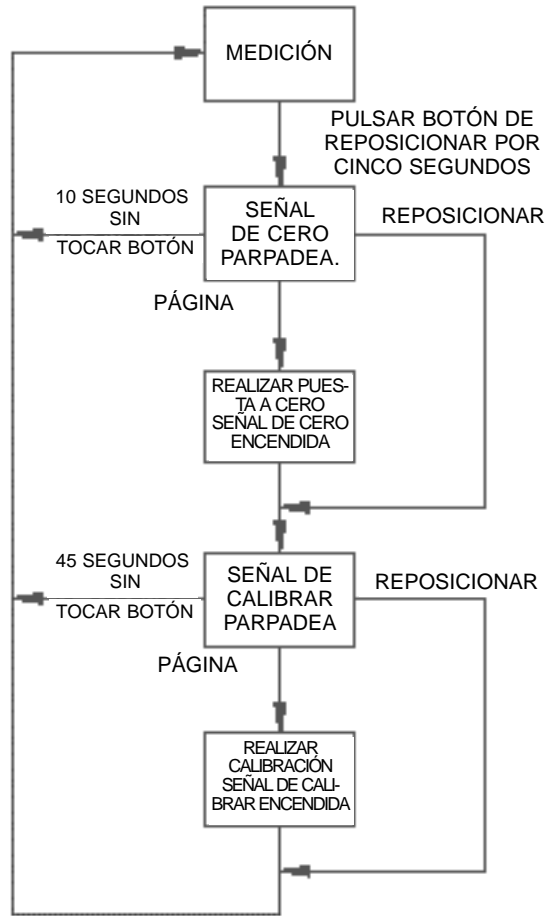 MEDICIÓN
PULSAR BOTÓN DE
REPOSICIONAR POR
CINCO SEGUNDOS
10 SEGUNDOS
SIN
TOCAR BOTÓN
SEÑAL
DE CERO
PARPADEA.
REPOSICIONAR
PÁGINA
REALIZAR PUES-
TA A CERO
SEÑAL DE CERO
ENCENDIDA
45 SEGUNDOS
SIN
TOCAR BOTÓN
SEÑAL DE
CALIBRAR
PARPADEA
REPOSICIONAR
PÁGINA
REALIZAR
CALIBRACIÓN
SEÑAL DE CALI-
BRAR ENCENDIDA